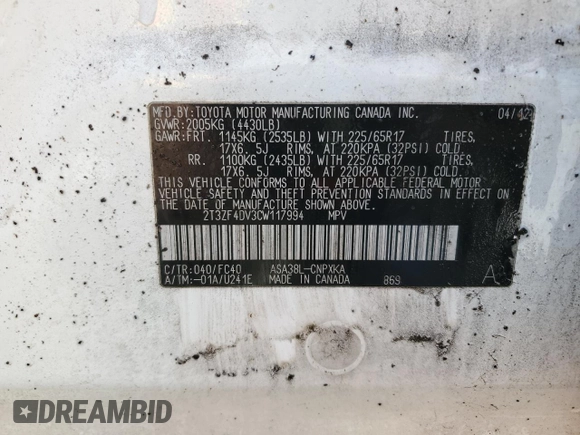 MFD.BY:TOYOTA MOTOR MANUFACTURING CANADA INC. 04/12
GVWR:2005KG (4430LB)
GAWR:FRT. 1145KG (2535LB) WITH 225/65R17 TIRES,
17X6.5J RIMS, AT 220KPA (32PSI) COLD.
RR. 1100KG (2435LB) WITH 225/65R17 TIRES,
17X6.5J RIMS, AT 220KPA (32PSI) COLD.
THIS VEHICLE CONFORMS TO ALL APPLICABLE FEDERAL MOTOR
VEHICLE SAFETY AND THEFT PREVENTION STANDARDS IN EFFECT ON
THE DATE OF MANUFACTURE SHOWN ABOVE.
2T3ZF4DV3CW117994 MPV
C/TR:040/FC40 ASA38L-CNPXKA
A/TM:-01A/U241E MADE IN CANADA 869 A
DREAMBID